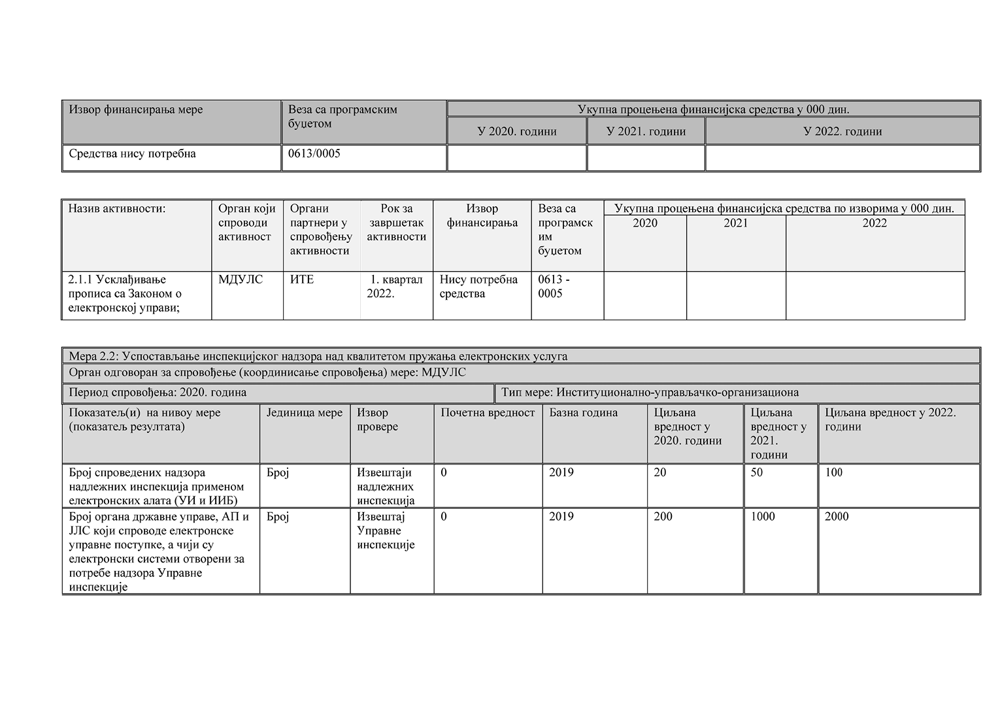 Извор финансирања мере
Веза са програмским
буџетом
Укупна процењена финансијска средства у 000 дин.
У 2020. години
У 2021. години
У 2022. години
Средства нису потребна
0613/0005
Назив активности:
Орган који
спроводи
активност
Органи
партнери у
спровођењу
активности
Рок за
завршетак
активности
Извор
финансирања
Веза са
програмск
им
буџетом
Укупна процењена финансијска средства по изворима у 000 дин.
2020
2021
2022
2.1.1 Усклађивање
прописа са Законом о
електронској управи;
МДУЛС
ИТЕ
1. квартал
2022.
Нису потребна
средства
0613 -
0005
Мера 2.2: Успостављање инспекцијског надзора над квалитетом пружања електронских услуга
Орган одговоран за спровођење (координисање спровођења) мере: МДУЛС
Период спровођења: 2020. година
Тип мере: Институционално-управљачко-организациона
Показатељ(и) на нивоу мере
(показатељ резултата)
Јединица мере
Извор
провере
Почетна вредност
Базна година
Циљана
вредност у
2020. години
Циљана
вредност у
2021.
години
Циљана вредност у 2022.
години
Број спроведених надзора
надлежних инспекција применом
електронских алата (УИ и ИИБ)
Број
Извештаји
надлежних
инспекција
0
2019
20
50
100
Број органа државне управе, АП и
ЈЛС који спроводе електронске
управне поступке, а чији су
електронски системи отворени за
потребе надзора Управне
инспекције
Број
Извештај
Управне
инспекције
0
2019
200
1000
2000